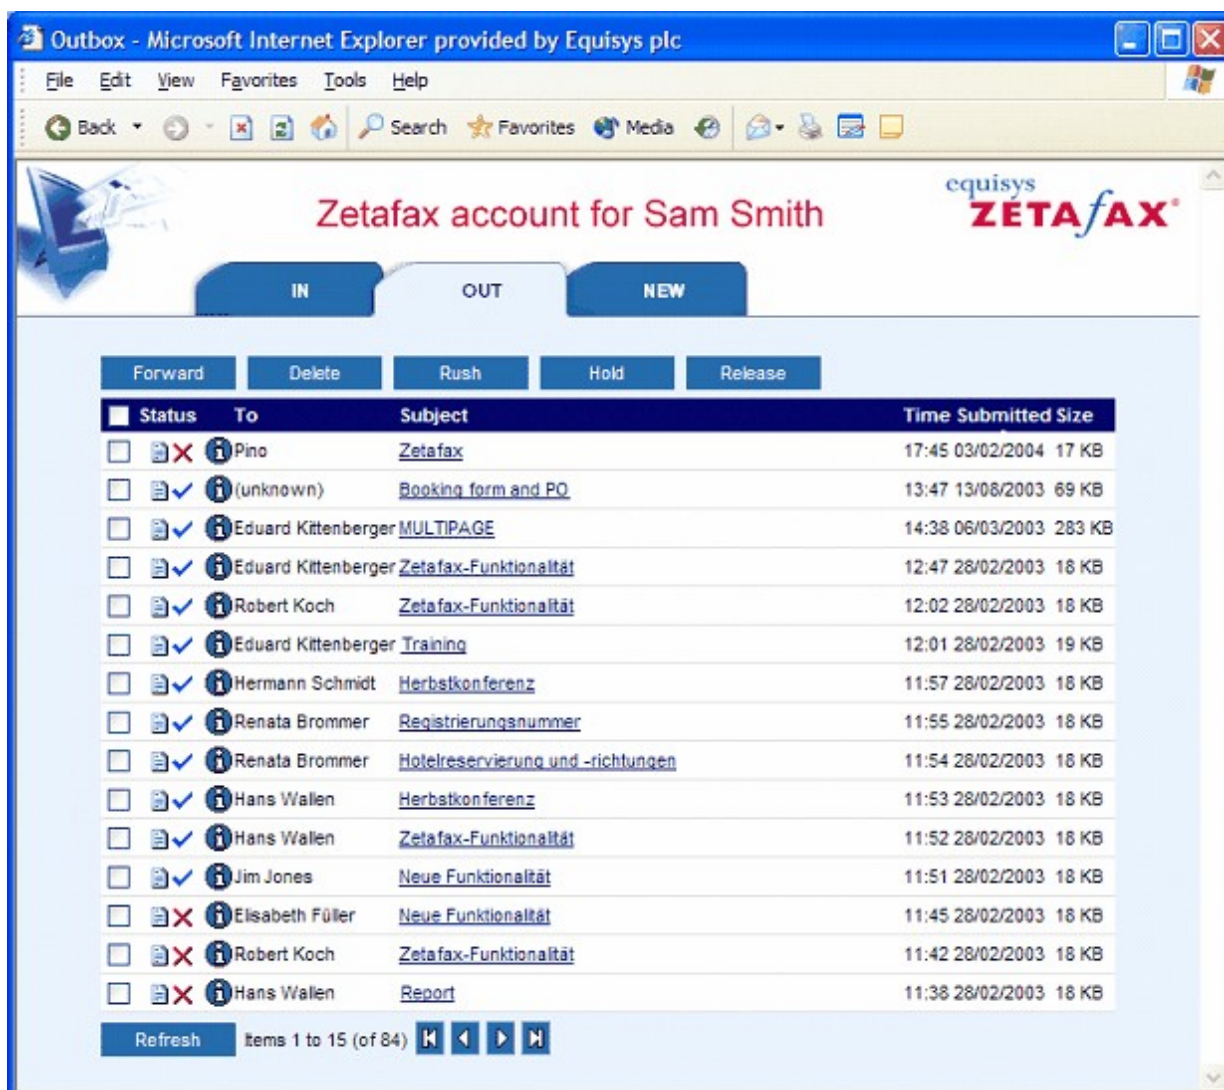 Outbox - Microsoft Internet Explorer provided by Equisys plc
File Edit View Favorites Tools Help
Back Search Favorites Media
Zetafax account for Sam Smith
equisys
ZETAfAX
IN OUT NEW
Forward Delete Rush Hold Release
Status To Subject Time Submitted Size
Pino Zetafax 17:45 03/02/2004 17 KB
(unknown) Booking form and PO 13:47 13/08/2003 69 KB
Eduard Kittenberger MULTIPAGE 14:38 06/03/2003 283 KB
Eduard Kittenberger Zetafax-Funktionalität 12:47 28/02/2003 18 KB
Robert Koch Zetafax-Funktionalität 12:02 28/02/2003 18 KB
Eduard Kittenberger Training 12:01 28/02/2003 19 KB
Hermann Schmidt Herbstkonferenz 11:57 28/02/2003 18 KB
Renata Brommer Registrierungsnummer 11:55 28/02/2003 18 KB
Renata Brommer Hotelreservierung und -richtungen 11:54 28/02/2003 18 KB
Hans Wallen Herbstkonferenz 11:53 28/02/2003 18 KB
Hans Wallen Zetafax-Funktionalität 11:52 28/02/2003 18 KB
Jim Jones Neue Funktionalität 11:51 28/02/2003 18 KB
Elisabeth Füller Neue Funktionalität 11:45 28/02/2003 18 KB
Robert Koch Zetafax-Funktionalität 11:42 28/02/2003 18 KB
Hans Wallen Report 11:38 28/02/2003 18 KB
Refresh Items 1 to 15 (of 84)